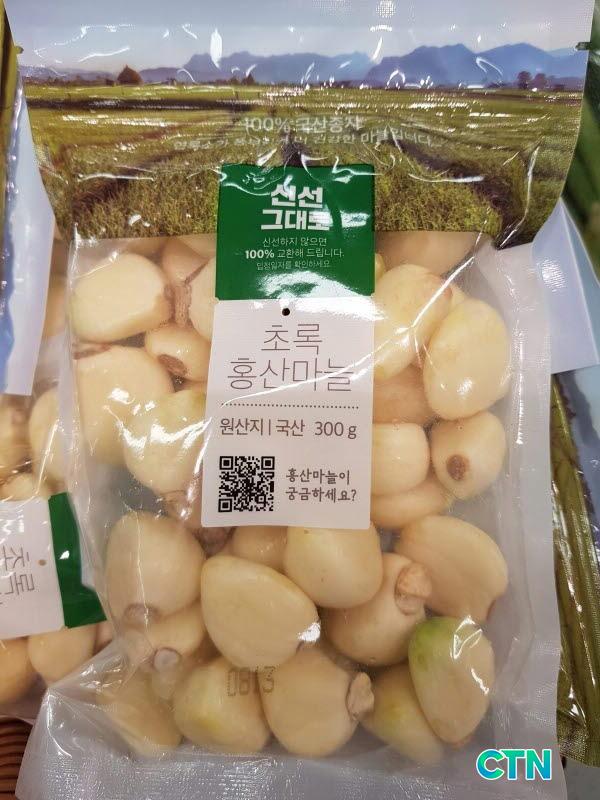 100% 국산종자
신선
그대로
신선하지 않으면
100% 교환해 드립니다.
입점일자를 확인하세요.
초록
홍산마늘
원산지 | 국산 300 g
홍산마늘이
궁금하세요?
0813
초록
CTN